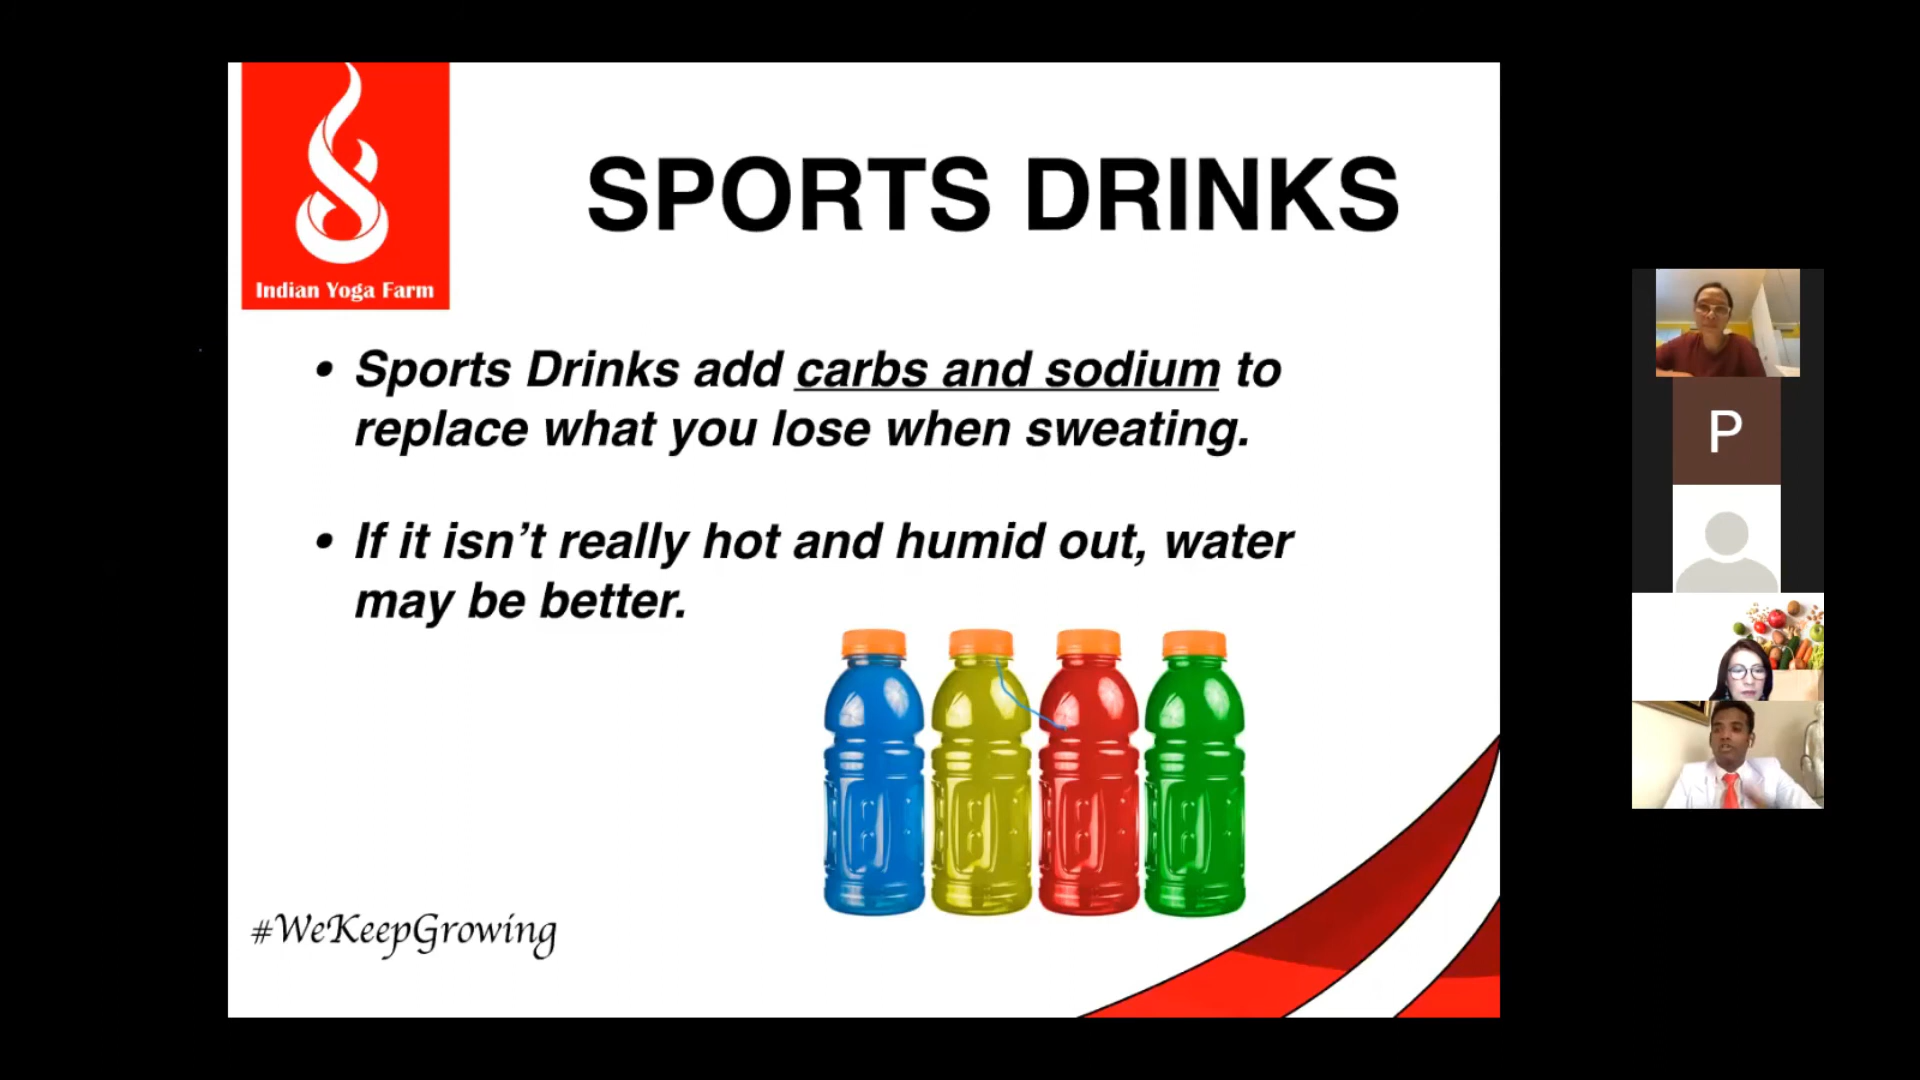 Indian Yoga Farm
SPORTS DRINKS
• Sports Drinks add carbs and sodium to
replace what you lose when sweating.
• If it isn’t really hot and humid out, water
may be better.
#WeKeepGrowing
P